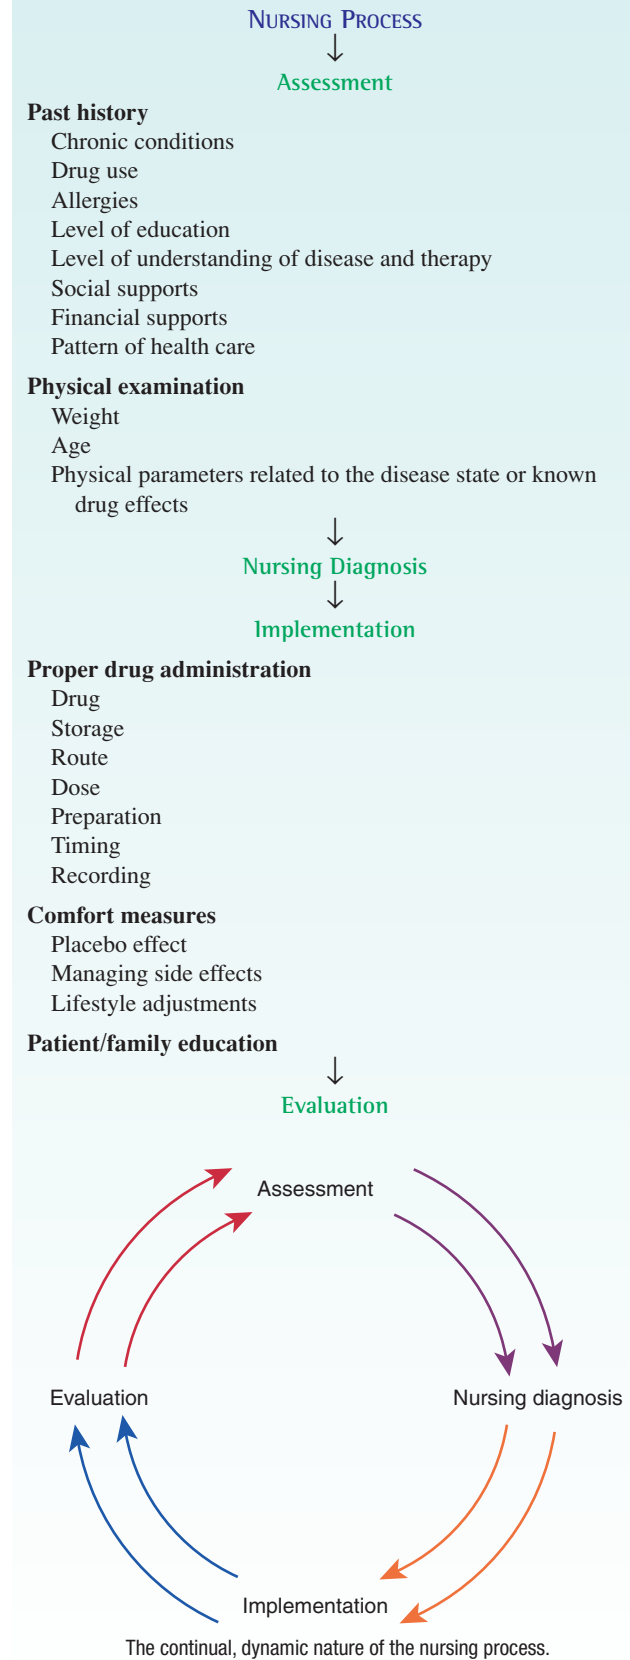 NURSING PROCESS
Assessment
Past history
Chronic conditions
Drug use
Allergies
Level of education
Level of understanding of disease and therapy
Social supports
Financial supports
Pattern of health care
Physical examination
Weight
Age
Physical parameters related to the disease state or known
drug effects
Nursing Diagnosis
Implementation
Proper drug administration
Drug
Storage
Route
Dose
Preparation
Timing
Recording
Comfort measures
Placebo effect
Managing side effects
Lifestyle adjustments
Patient/family education
Evaluation
Assessment
Evaluation
Nursing diagnosis
Implementation
The continual, dynamic nature of the nursing process.